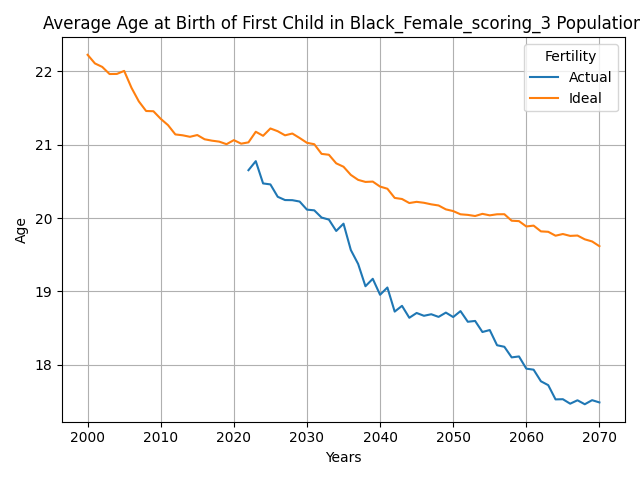 Average Age at Birth of First Child in Black_Female_scoring_3 Population
Fertility
Actual
Ideal
Age
22
21
20
19
18
2000 2010 2020 2030 2040 2050 2060 2070
Years